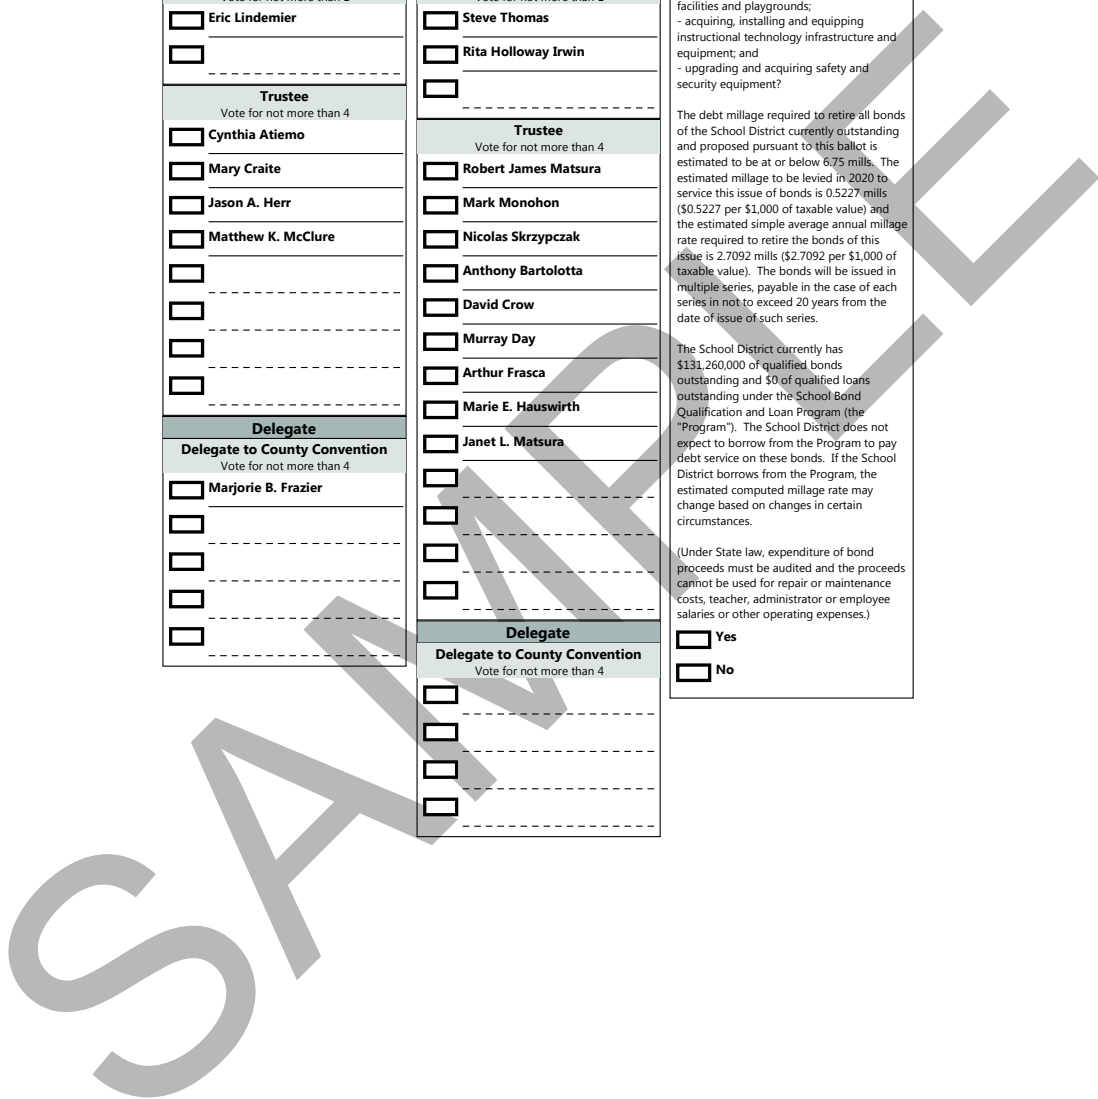 Vote for not more than 1
Eric Lindemier
Trustee
Vote for not more than 4
Cynthia Atiemo
Mary Craite
Jason A. Herr
Matthew K. McClure
Delegate
Delegate to County Convention
Vote for not more than 4
Marjorie B. Frazier
Vote for not more than 1
Steve Thomas
Rita Holloway Irwin
Trustee
Vote for not more than 4
Robert James Matsura
Mark Monohon
Nicolas Skrzypczak
Anthony Bartolotta
David Crow
Murray Day
Arthur Frasca
Marie E. Hauswirth
Janet L. Matsura
Delegate
Delegate to County Convention
Vote for not more than 4
facilities and playgrounds;
- acquiring, installing and equipping
instructional technology infrastructure and
equipment; and
- upgrading and acquiring safety and
security equipment?
The debt millage required to retire all bonds
of the School District currently outstanding
and proposed pursuant to this ballot is
estimated to be at or below 6.75 mills.  The
estimated millage to be levied in 2020 to
service this issue of bonds is 0.5227 mills
($0.5227 per $1,000 of taxable value) and
the estimated simple average annual millage
rate required to retire the bonds of this
issue is 2.7092 mills ($2.7092 per $1,000 of
taxable value).  The bonds will be issued in
multiple series, payable in the case of each
series in not to exceed 20 years from the
date of issue of such series.
The School District currently has
$131,260,000 of qualified bonds
outstanding and $0 of qualified loans
outstanding under the School Bond
Qualification and Loan Program (the
"Program").  The School District does not
expect to borrow from the Program to pay
debt service on these bonds.  If the School
District borrows from the Program, the
estimated computed millage rate may
change based on changes in certain
circumstances.
(Under State law, expenditure of bond
proceeds must be audited and the proceeds
cannot be used for repair or maintenance
costs, teacher, administrator or employee
salaries or other operating expenses.)
Yes
No
SAMPLE